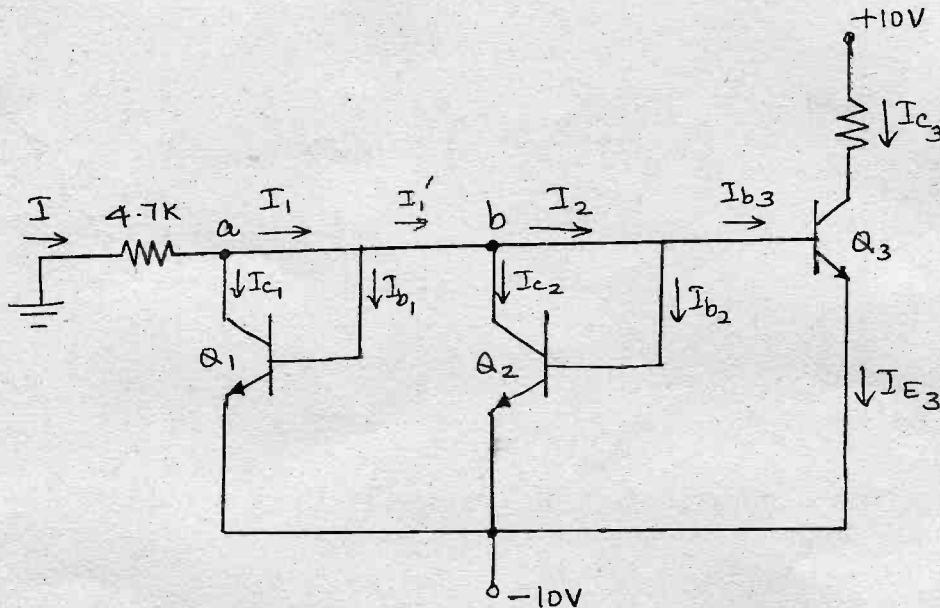 +10V
Ic3
I 4.7K a I1 I1' b I2 Ib3
Q3
Ic1 Ib1 Ic2 Ib2
Q1 Q2
IE3
-10V